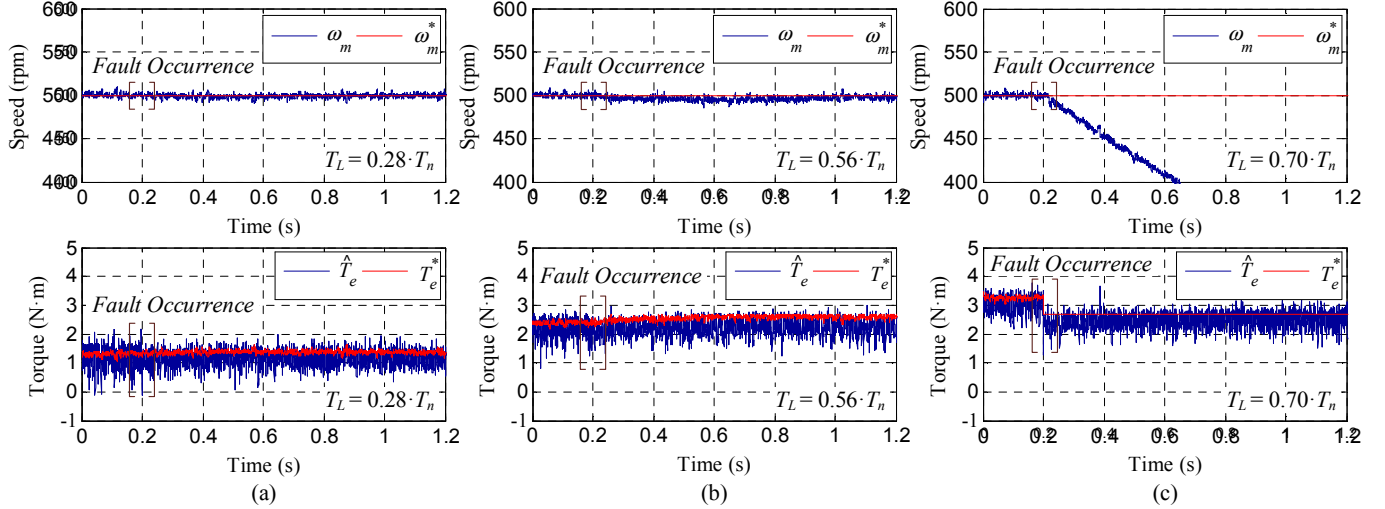 600
550
500
450
400
Speed (rpm)
ω_m ω_m^*
Fault Occurrence
T_L = 0.28· T_n
0 0.2 0.4 0.6 0.8 1 1.2
Time (s)
600
550
500
450
400
Speed (rpm)
ω_m ω_m^*
Fault Occurrence
T_L = 0.56· T_n
0 0.2 0.4 0.6 0.8 1 1.2
Time (s)
600
550
500
450
400
Speed (rpm)
ω_m ω_m^*
Fault Occurrence
T_L = 0.70· T_n
0 0.2 0.4 0.6 0.8 1 1.2
Time (s)
5
4
3
2
1
0
-1
Torque (N·m)
T̂_e T_e^*
Fault Occurrence
T_L = 0.28· T_n
0 0.2 0.4 0.6 0.8 1 1.2
Time (s)
(a)
5
4
3
2
1
0
-1
Torque (N·m)
T̂_e T_e^*
Fault Occurrence
T_L = 0.56· T_n
0 0.2 0.4 0.6 0.8 1 1.2
Time (s)
(b)
5
4
3
2
1
0
-1
Torque (N·m)
T̂_e T_e^*
Fault Occurrence
T_L = 0.70· T_n
0 0.2 0.4 0.6 0.8 1 1.2
Time (s)
(c)